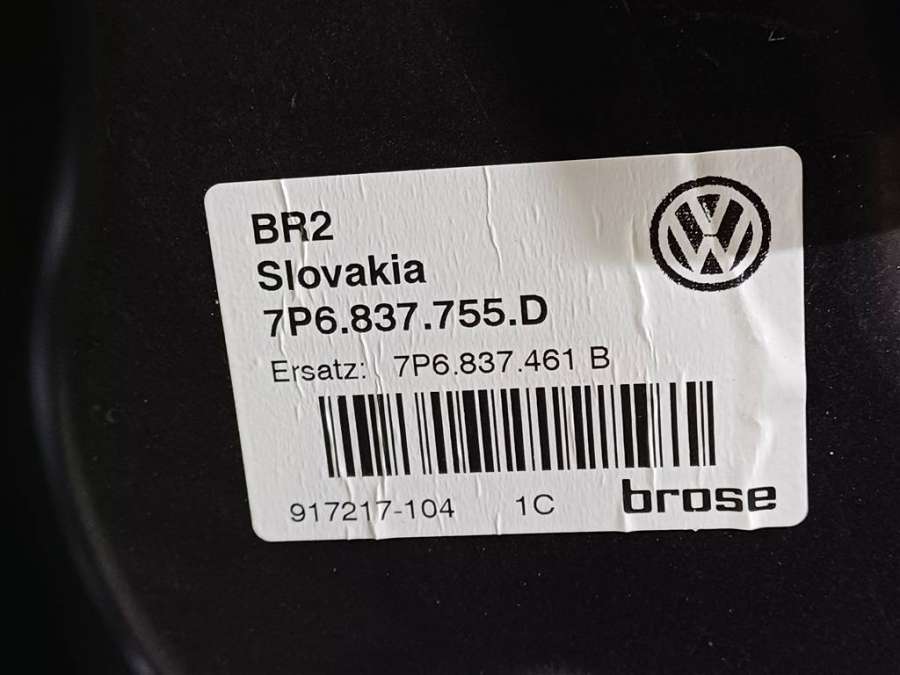 BR2
Slovakia
7P6.837.755.D
Ersatz: 7P6.837.461 B
917217-104 1C brose